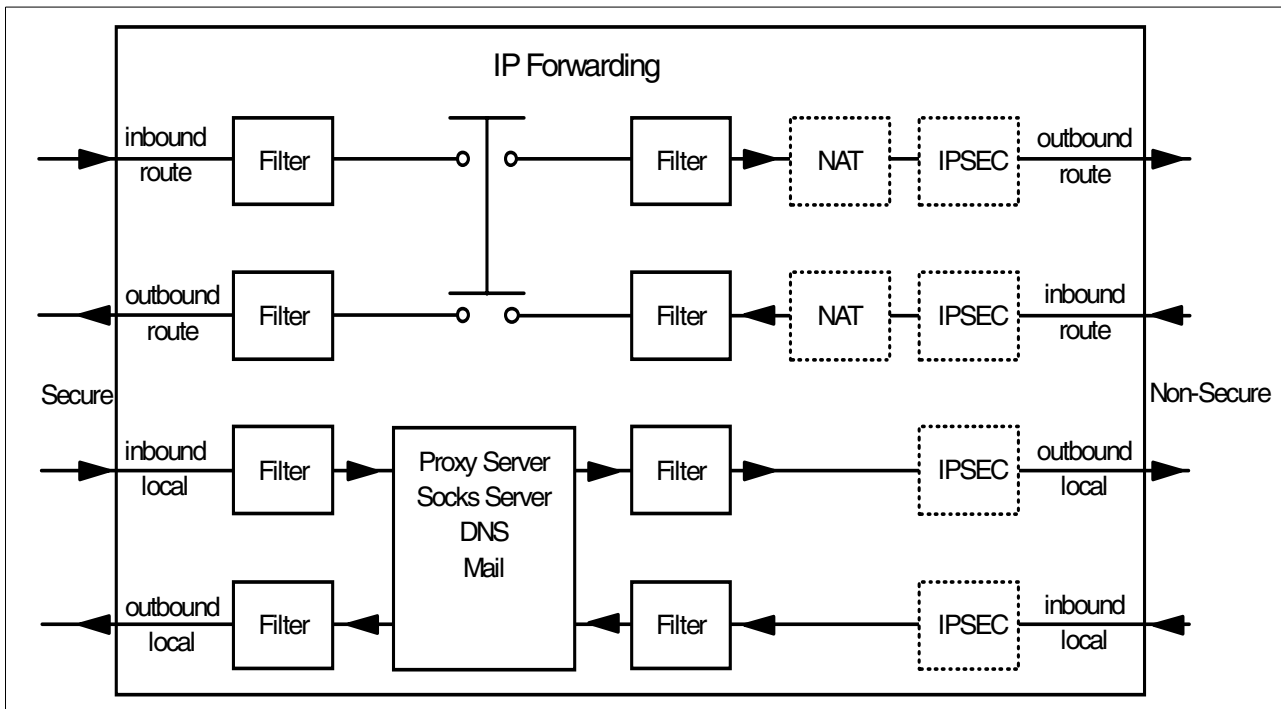 IP Forwarding
inbound
route
Filter
Filter
NAT
IPSEC
outbound
route
outbound
route
Filter
Filter
NAT
IPSEC
inbound
route
Secure
Non-Secure
inbound
local
Filter
Proxy Server
Socks Server
DNS
Mail
Filter
IPSEC
outbound
local
outbound
local
Filter
Filter
IPSEC
inbound
local